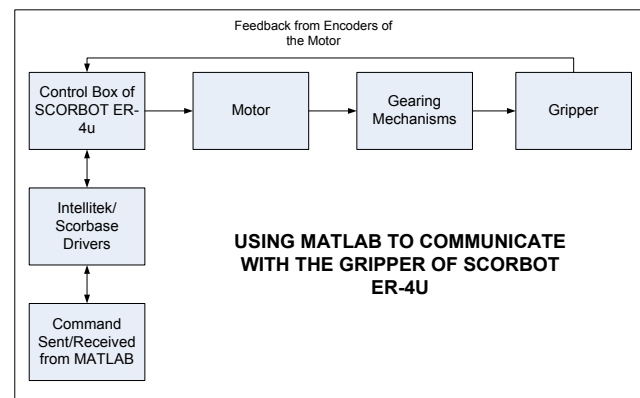 Feedback from Encoders of
the Motor
Control Box of
SCORBOT ER-
4u
Motor
Gearing
Mechanisms
Gripper
Intellitek/
Scorbase
Drivers
USING MATLAB TO COMMUNICATE
WITH THE GRIPPER OF SCORBOT
ER-4U
Command
Sent/Received
from MATLAB